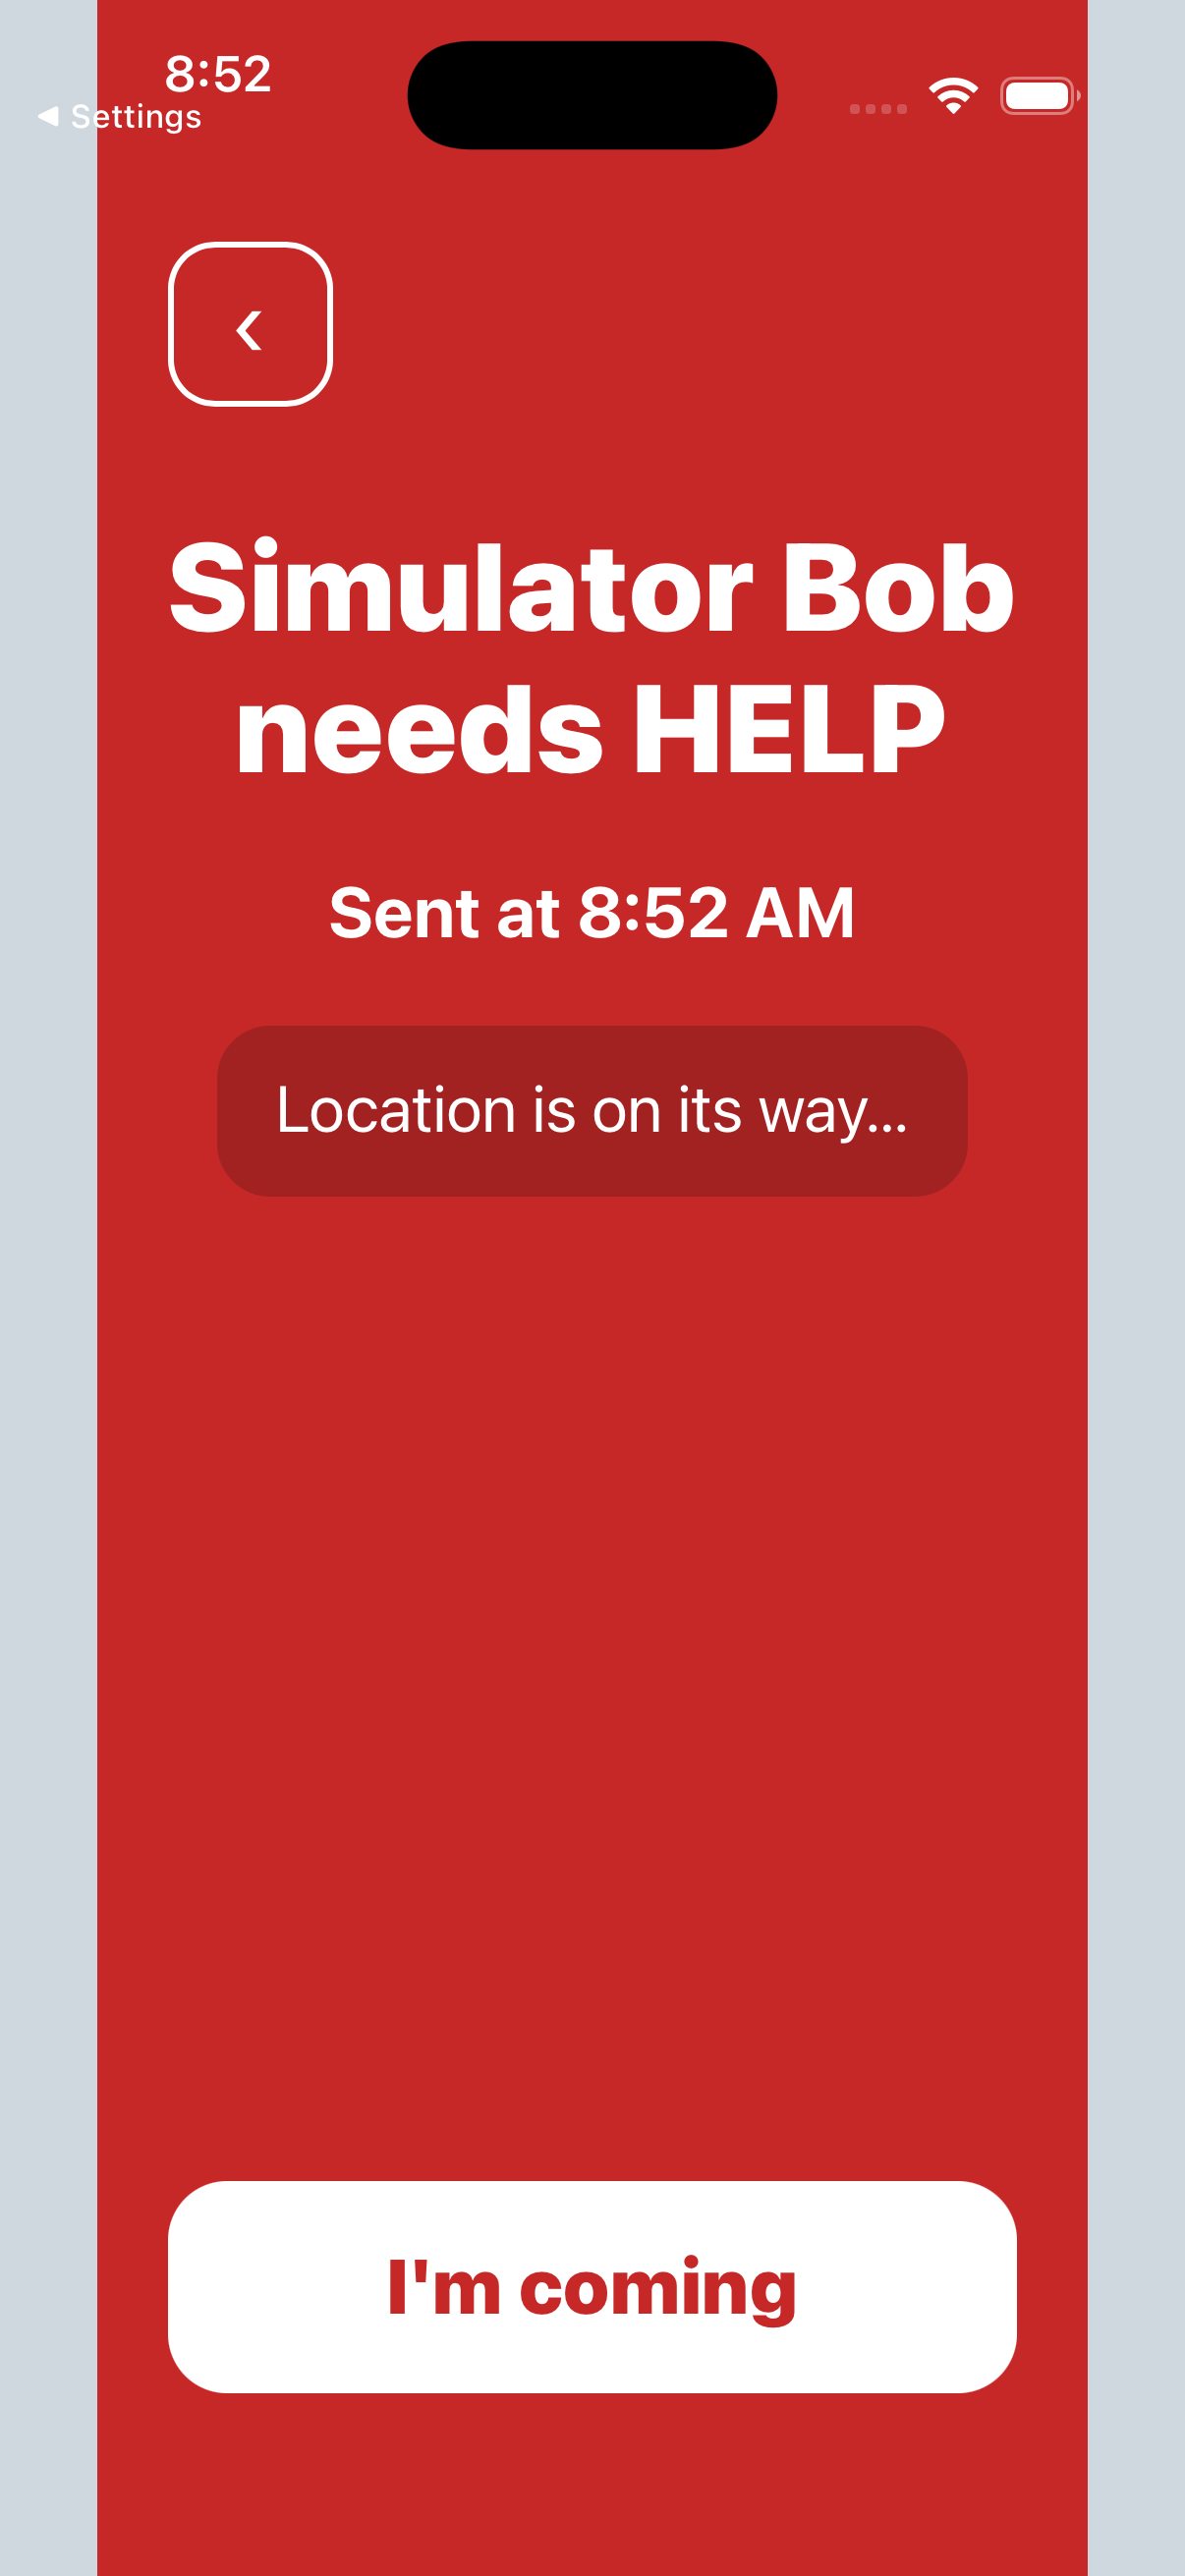 8:52
◀ Settings
‹
Simulator Bob
needs HELP
Sent at 8:52 AM
Location is on its way...
I'm coming